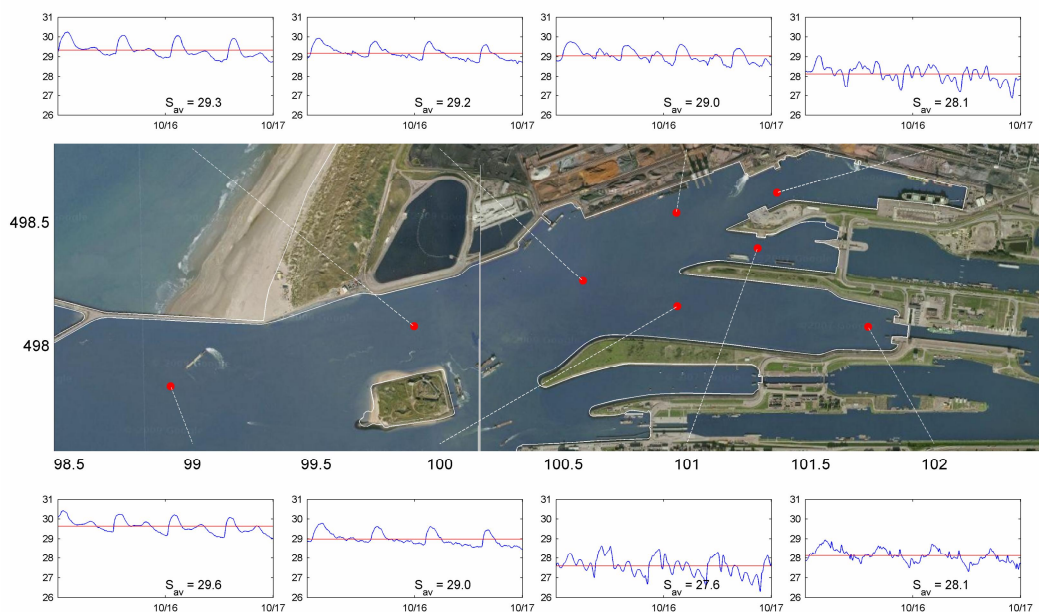 31 31 31 31
30 30 30 30
29 29 29 29
28 28 28 28
27 27 27 27
26 26 26 26
S_av = 29.3 S_av = 29.2 S_av = 29.0 S_av = 28.1
10/16 10/17 10/16 10/17 10/16 10/17 10/16 10/17
498.5
498
98.5 99 99.5 100 100.5 101 101.5 102
31 31 31 31
30 30 30 30
29 29 29 29
28 28 28 28
27 27 27 27
26 26 26 26
S_av = 29.6 S_av = 29.0 S_av = 27.6 S_av = 28.1
10/16 10/17 10/16 10/17 10/16 10/17 10/16 10/17